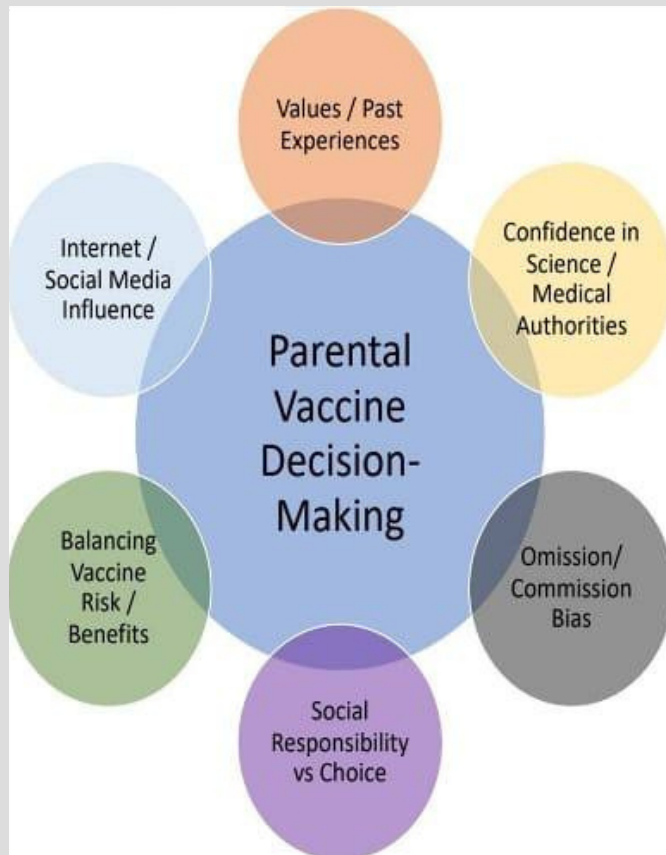 Values / Past
Experiences
Confidence in
Science /
Medical
Authorities
Omission/
Commission
Bias
Social
Responsibility
vs Choice
Balancing
Vaccine
Risk /
Benefits
Internet /
Social Media
Influence
Parental
Vaccine
Decision-
Making